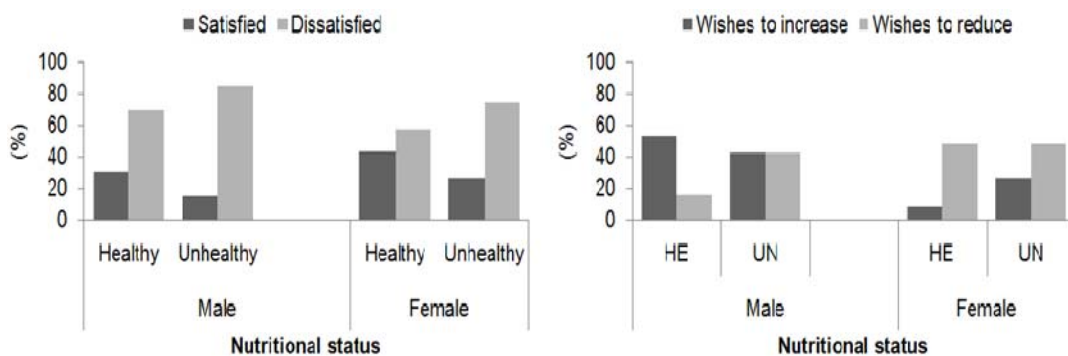 Satisfied Dissatisfied
100
80
60
40
20
0
(%)
Healthy Unhealthy Healthy Unhealthy
Male Female
Nutritional status
Wishes to increase Wishes to reduce
100
80
60
40
20
0
(%)
HE UN HE UN
Male Female
Nutritional status